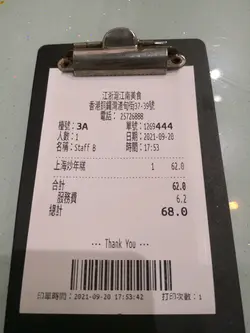 江浙滬江南美食
香港銅鑼灣渣甸街37-39號
電話： 25726888
檯號：3A 單號：1269444
人數：1 日期：2021-09-20
名稱：Staff B 時間：17:53
上海炒年糕 1 62.0
合計 62.0
服務費 6.2
總計 68.0
--- Thank You ---
印單時間：2021-09-20 17:53:42 打印次數：1